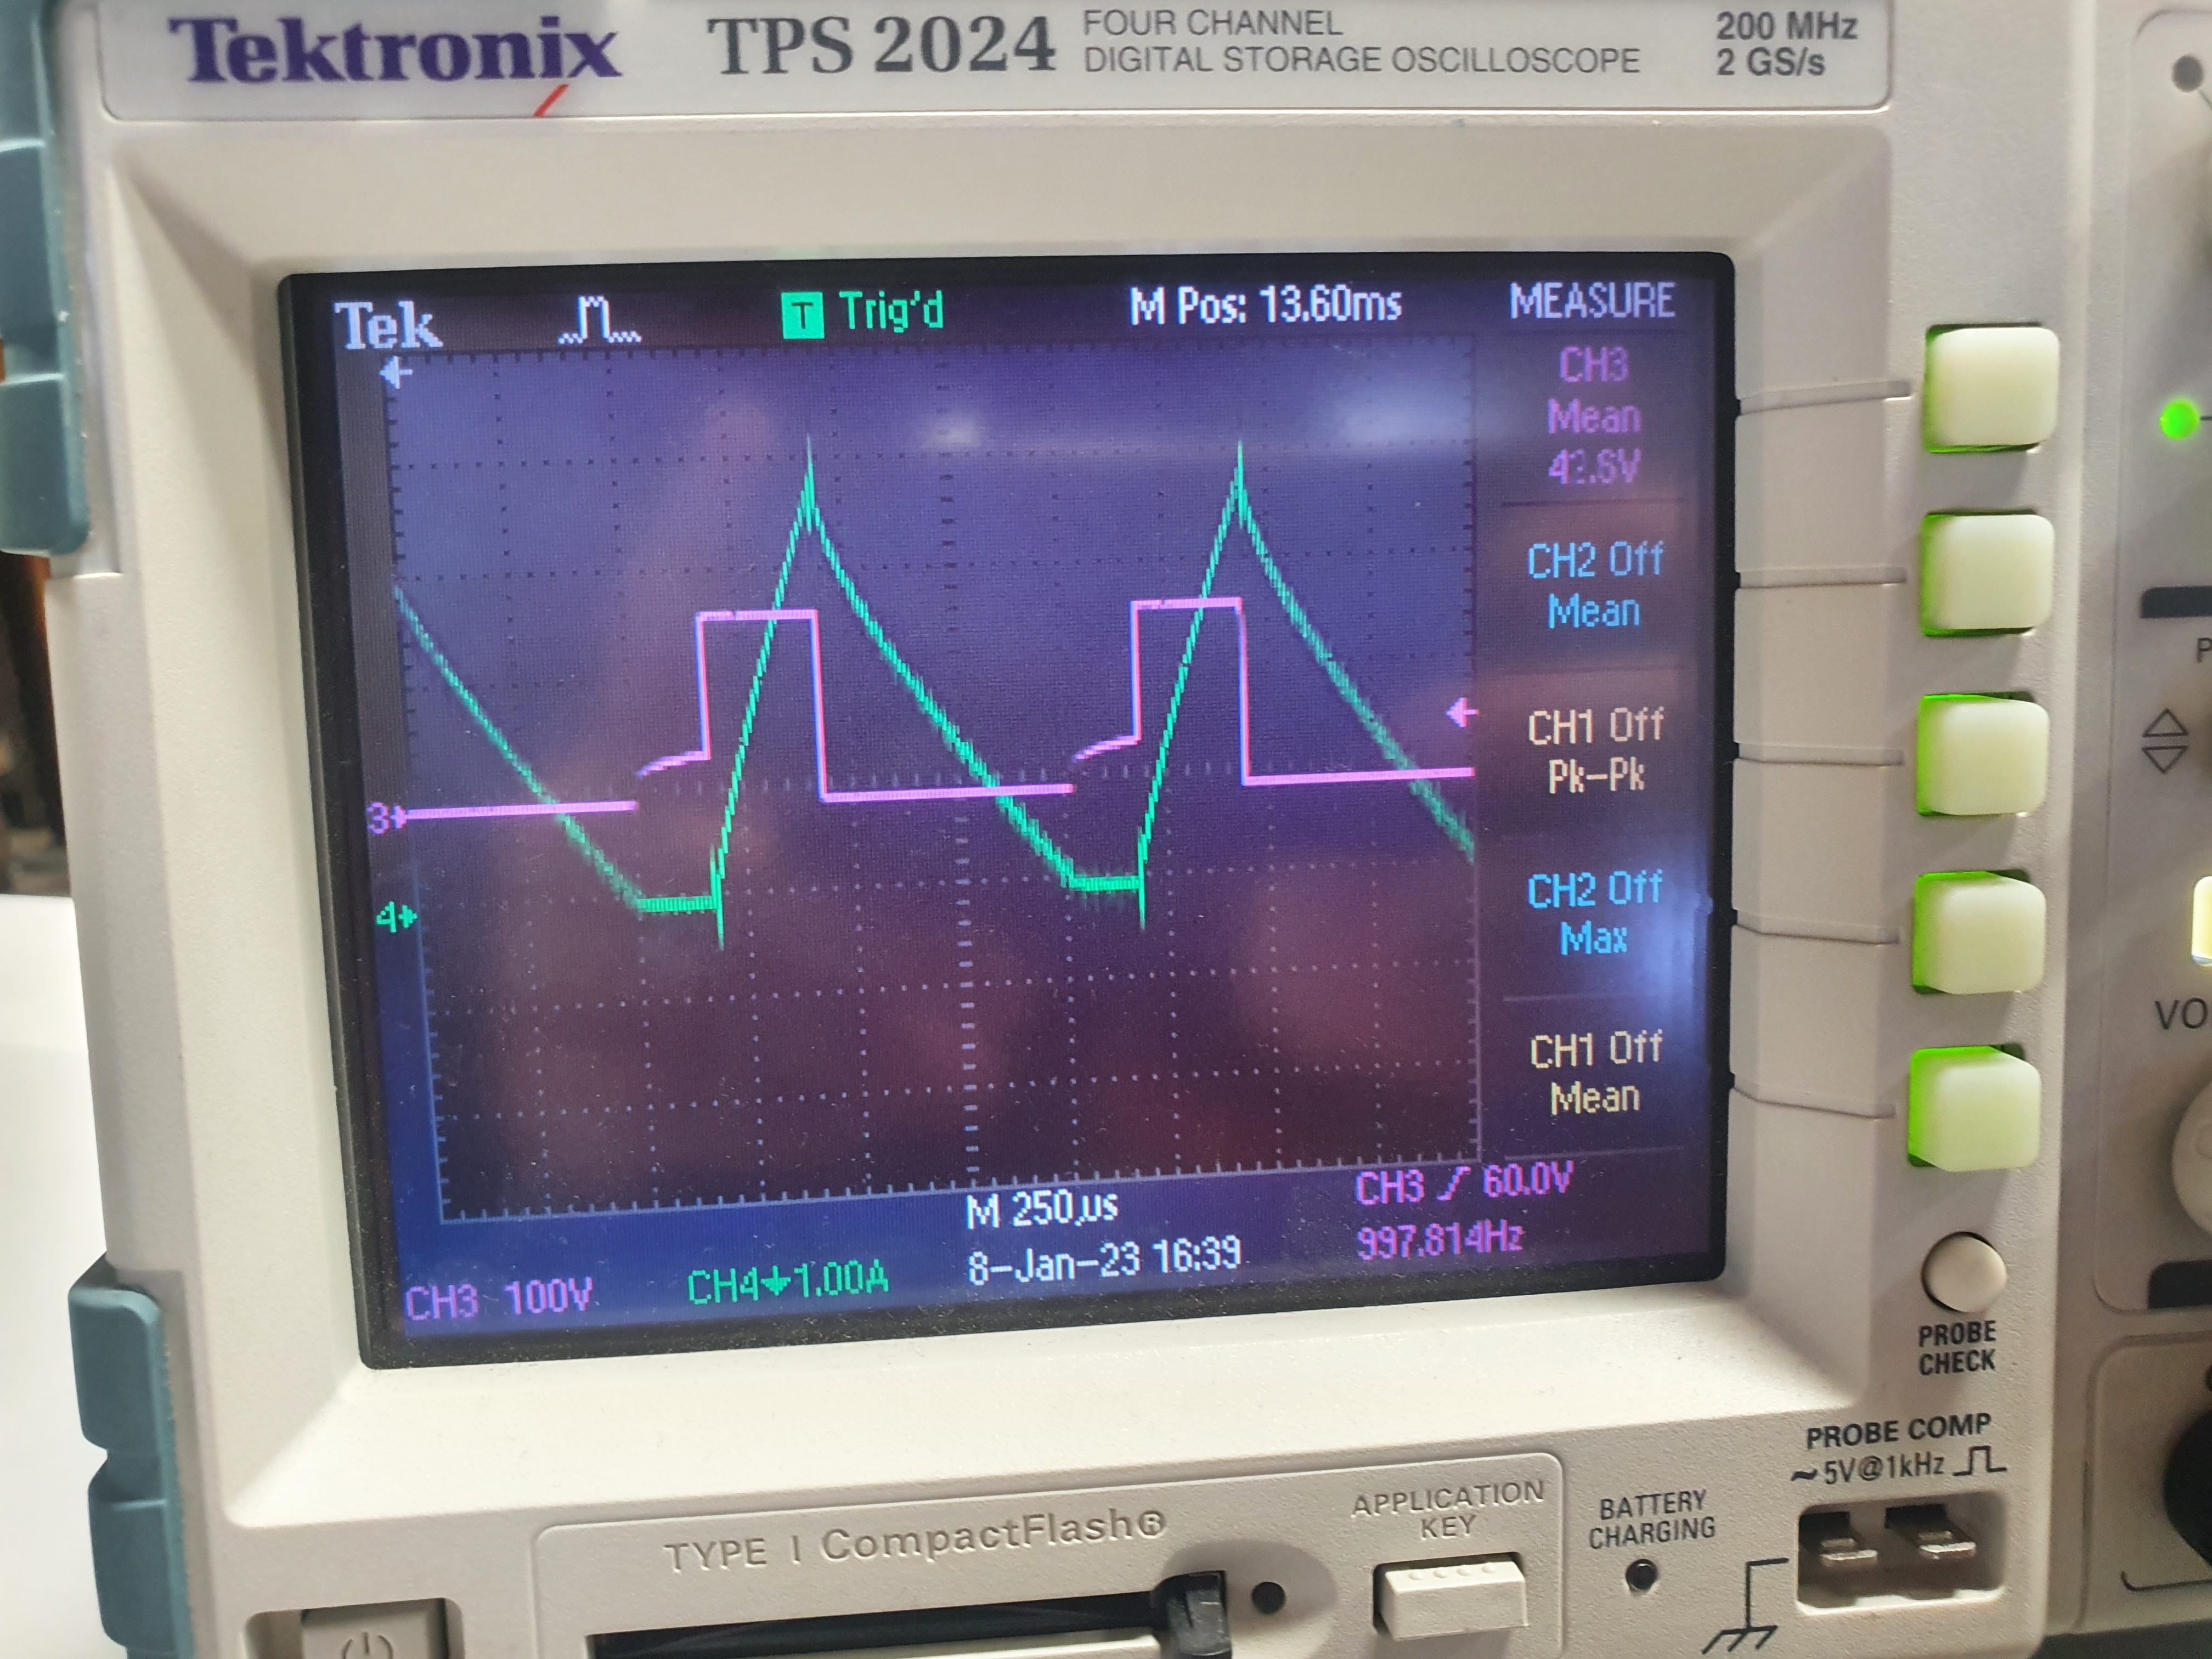 Tektronix TPS 2024 FOUR CHANNEL DIGITAL STORAGE OSCILLOSCOPE 200 MHz 2 GS/s
Tek T Trig'd M Pos: 13.60ms MEASURE
CH3
Mean
CH2 Off
Mean
CH1 Off
Pk-Pk
CH2 Off
Max
CH1 Off
Mean
3
4
CH3 100V CH4 1.00A M 250µs CH3 60.0V
8-Jan-23 16:39 997.814Hz
PROBE
CHECK
PROBE COMP
~5V@1kHz
TYPE I CompactFlash®
APPLICATION
KEY
BATTERY
CHARGING